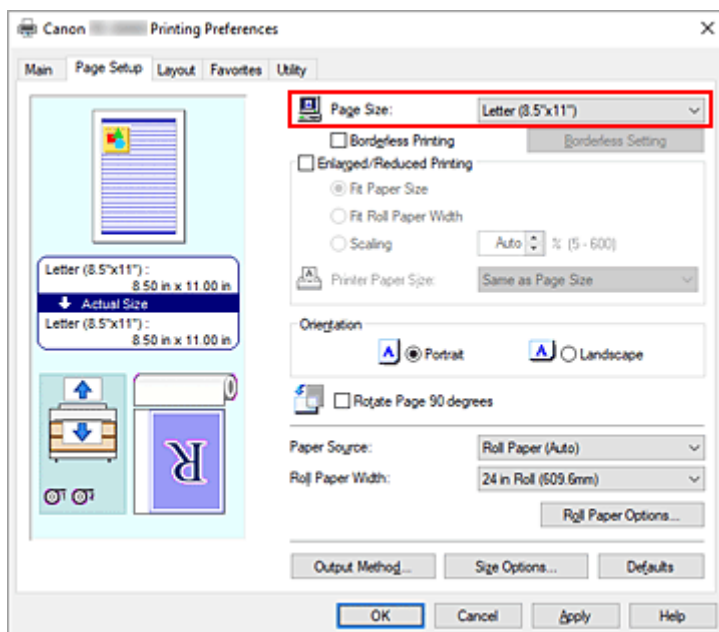 Canon Printing Preferences
Main Page Setup Layout Favorites Utility
Page Size: Letter (8.5"x11")
Borderless Printing Borderless Setting
Enlarged/Reduced Printing
Fit Paper Size
Fit Roll Paper Width
Scaling Auto % (5 - 600)
Printer Paper Size: Same as Page Size
Letter (8.5"x11") :
8.50 in x 11.00 in
Actual Size
Letter (8.5"x11") :
8.50 in x 11.00 in
Orientation
A Portrait A Landscape
Rotate Page 90 degrees
R
Paper Source: Roll Paper (Auto)
Roll Paper Width: 24 in Roll (609.6mm)
Roll Paper Options...
Output Method... Size Options... Defaults
OK Cancel Apply Help